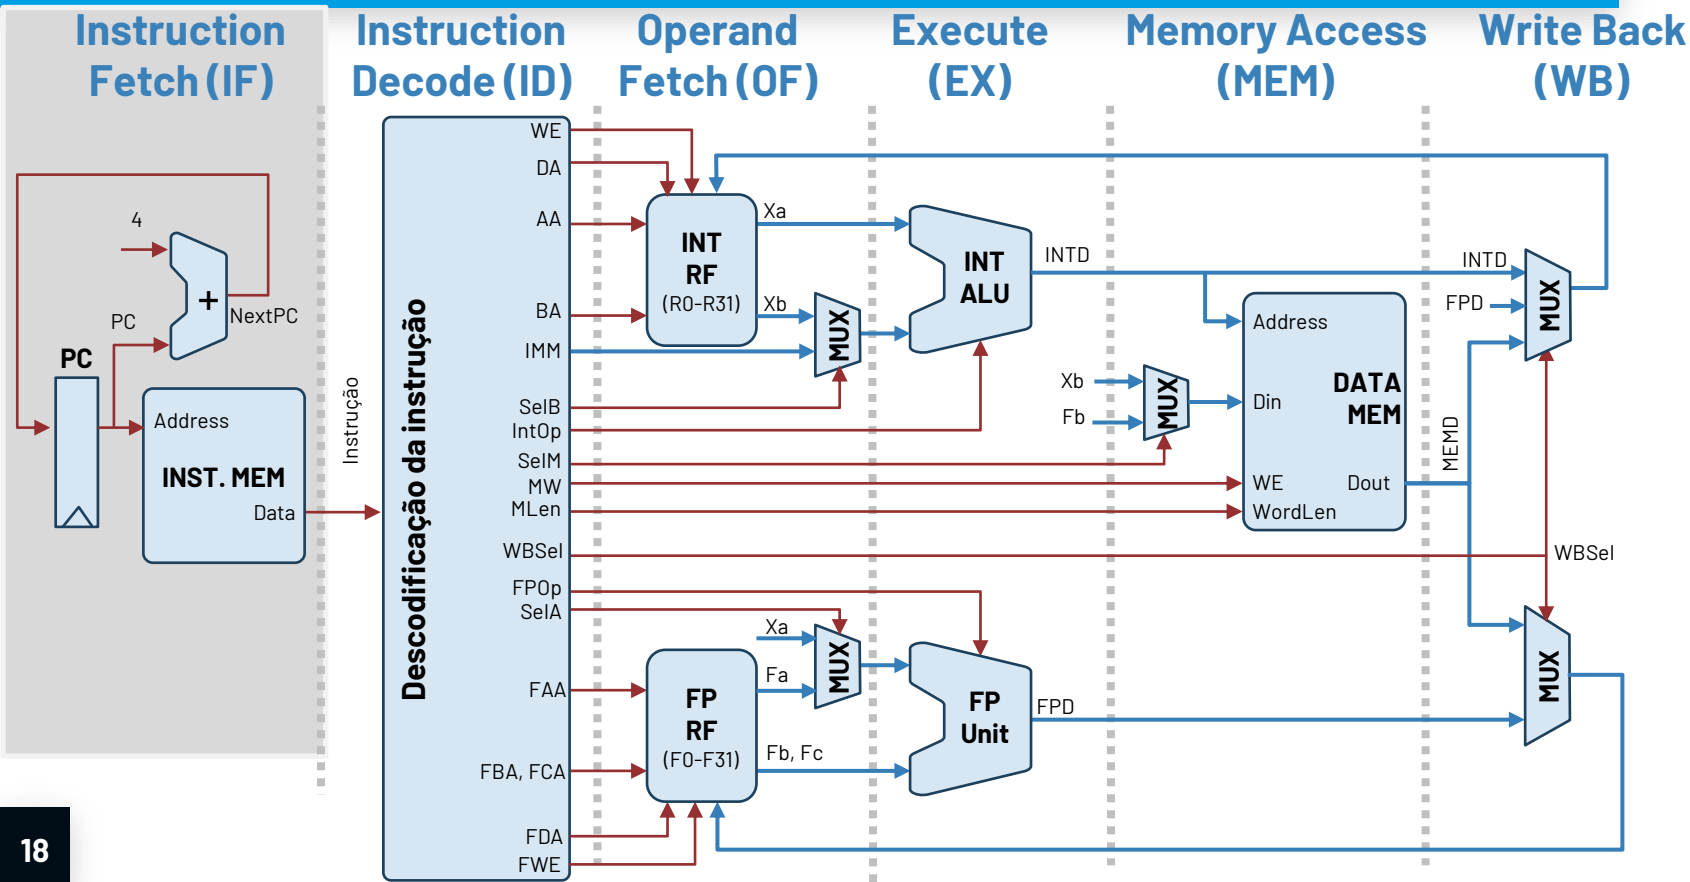 Instruction
Fetch (IF)
Instruction
Decode (ID)
Operand
Fetch (OF)
Execute
(EX)
Memory Access
(MEM)
Write Back
(WB)
4
+
PC
NextPC
PC
Address
INST. MEM
Data
Instrução
Descodificação da instrução
WE
DA
AA
BA
IMM
SelB
IntOp
SelM
MW
MLen
WBSel
FPOp
SelA
FAA
FBA, FCA
FDA
FWE
INT
RF
(R0-R31)
Xa
Xb
MUX
Xa
Fa
MUX
FP
RF
(F0-F31)
Fb, Fc
INT
ALU
INTD
FP
Unit
FPD
Xb
Fb
MUX
Address
DATA
MEM
Din
WE
Dout
WordLen
MEMD
INTD
FPD
MUX
WBSel
MUX
18